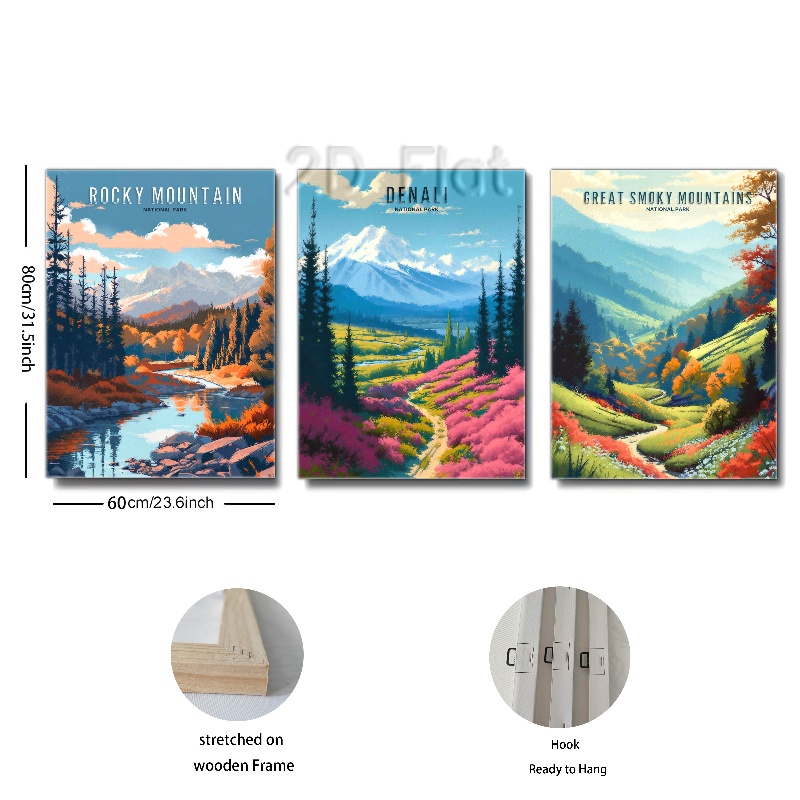 2D Flat
ROCKY MOUNTAIN
NATIONAL PARK
DENALI
NATIONAL PARK
GREAT SMOKY MOUNTAINS
NATIONAL PARK
80cm/31.5inch
60cm/23.6inch
stretched on
wooden Frame
Hook
Ready to Hang